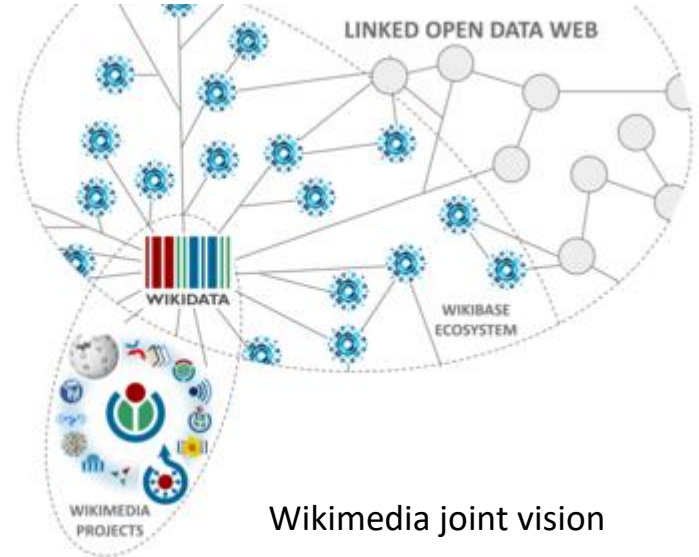 LINKED OPEN DATA WEB
WIKIDATA
WIKIBASE
ECOSYSTEM
WIKIMEDIA
PROJECTS
Wikimedia joint vision